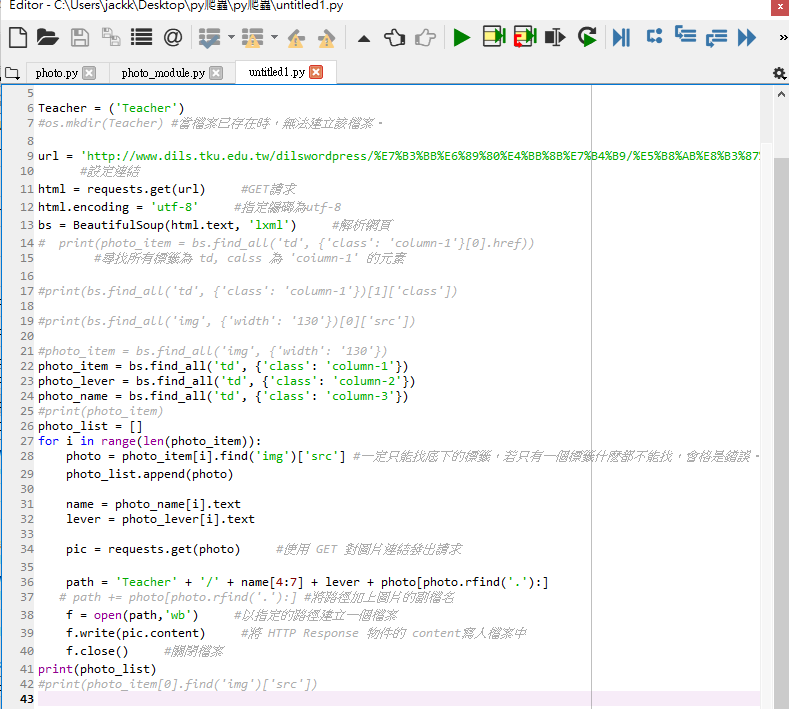 Editor - C:\Users\jackk\Desktop\py爬蟲\py爬蟲\untitled1.py
photo.py
photo_module.py
untitled1.py
5
6 Teacher = ('Teacher')
7 #os.mkdir(Teacher) #當檔案已存在時，無法建立該檔案。
8
9 url = 'http://www.dils.tku.edu.tw/dilswordpress/%E7%B3%BB%E6%89%80%E4%BB%8B%E7%B4%B9/%E5%B8%AB%E8%B3%87
10 #設定連結
11 html = requests.get(url) #GET請求
12 html.encoding = 'utf-8' #指定編碼為utf-8
13 bs = BeautifulSoup(html.text, 'lxml') #解析網頁
14 # print(photo_item = bs.find_all('td', {'class': 'column-1'}[0].href))
15 #尋找所有標籤為 td, calss 為 'coiumn-1' 的元素
16
17 #print(bs.find_all('td', {'class': 'column-1'})[1]['class'])
18
19 #print(bs.find_all('img', {'width': '130'})[0]['src'])
20
21 #photo_item = bs.find_all('img', {'width': '130'})
22 photo_item = bs.find_all('td', {'class': 'column-1'})
23 photo_lever = bs.find_all('td', {'class': 'column-2'})
24 photo_name = bs.find_all('td', {'class': 'column-3'})
25 #print(photo_item)
26 photo_list = []
27 for i in range(len(photo_item)):
28 photo = photo_item[i].find('img')['src'] #一定只能找底下的標籤，若只有一個標籤什麼都不能找，會格是錯誤。
29 photo_list.append(photo)
30
31 name = photo_name[i].text
32 lever = photo_lever[i].text
33
34 pic = requests.get(photo) #使用 GET 對圖片連結發出請求
35
36 path = 'Teacher' + '/' + name[4:7] + lever + photo[photo.rfind('.'):]
37 # path += photo[photo.rfind('.'):] #將路徑加上圖片的副檔名
38 f = open(path,'wb') #以指定的路徑建立一個檔案
39 f.write(pic.content) #將 HTTP Response 物件的 content寫入檔案中
40 f.close() #關閉檔案
41 print(photo_list)
42 #print(photo_item[0].find('img')['src'])
43